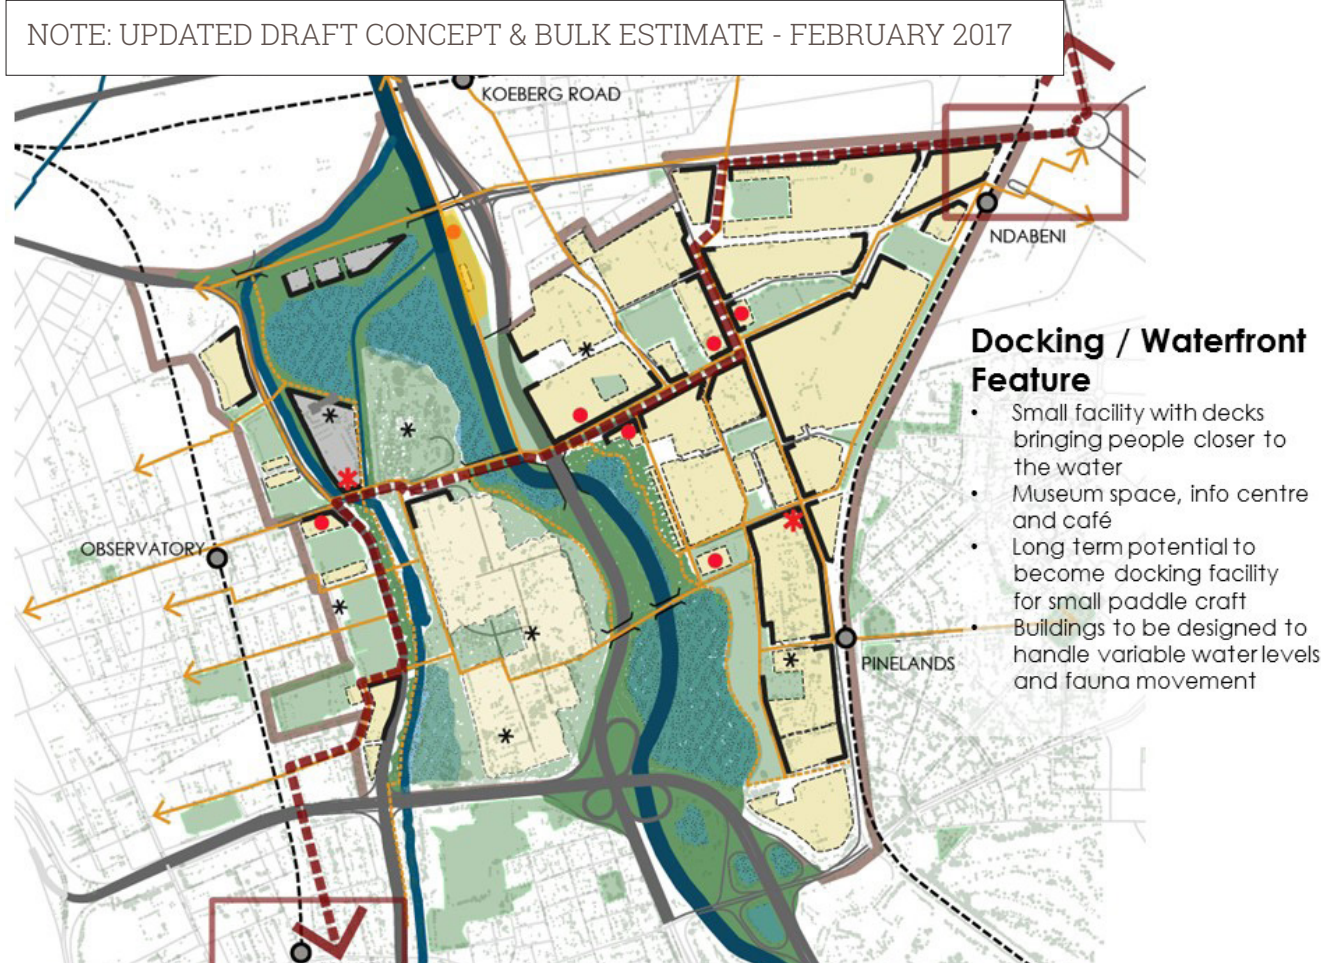 NOTE: UPDATED DRAFT CONCEPT & BULK ESTIMATE - FEBRUARY 2017
KOEBERG ROAD
NDABENI
OBSERVATORY
PINELANDS
Docking / Waterfront
Feature
• Small facility with decks
bringing people closer to
the water
• Museum space, info centre
and café
• Long term potential to
become docking facility
for small paddle craft
• Buildings to be designed to
handle variable water levels
and fauna movement